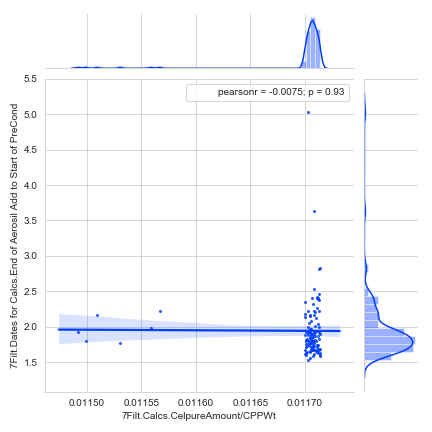 pearsonr = -0.0075; p = 0.93
5.5
5.0
4.5
4.0
3.5
3.0
2.5
2.0
1.5
7Filt.Dates for Calcs.End of Aerosil Add to Start of PreCond
0.01150 0.01155 0.01160 0.01165 0.01170
7Filt.Calcs.CelpureAmount/CPPWt